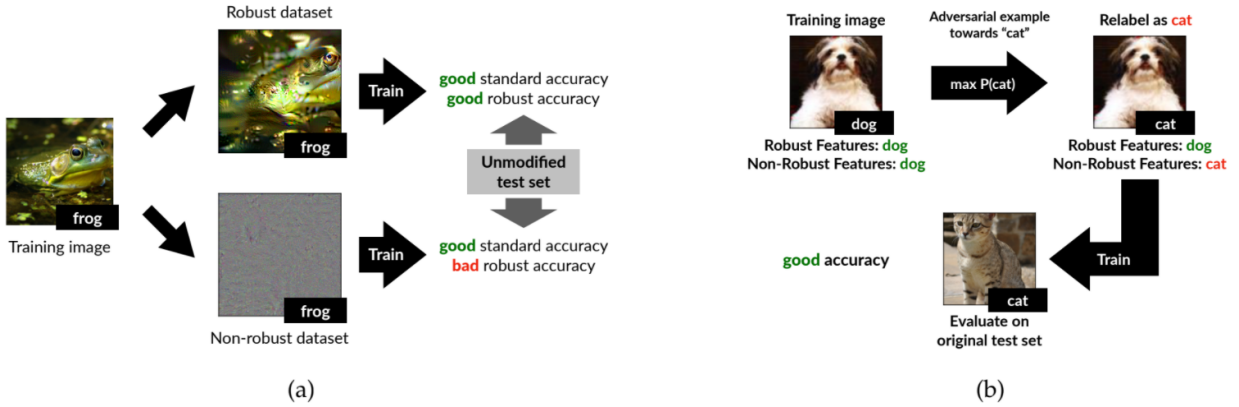 Robust dataset
frog
Train
good standard accuracy
good robust accuracy
frog
Training image
Unmodified
test set
frog
Non-robust dataset
Train
good standard accuracy
bad robust accuracy
(a)
Training image
dog
Robust Features: dog
Non-Robust Features: dog
Adversarial example
towards “cat”
max P(cat)
Relabel as cat
cat
Robust Features: dog
Non-Robust Features: cat
Train
good accuracy
cat
Evaluate on
original test set
(b)